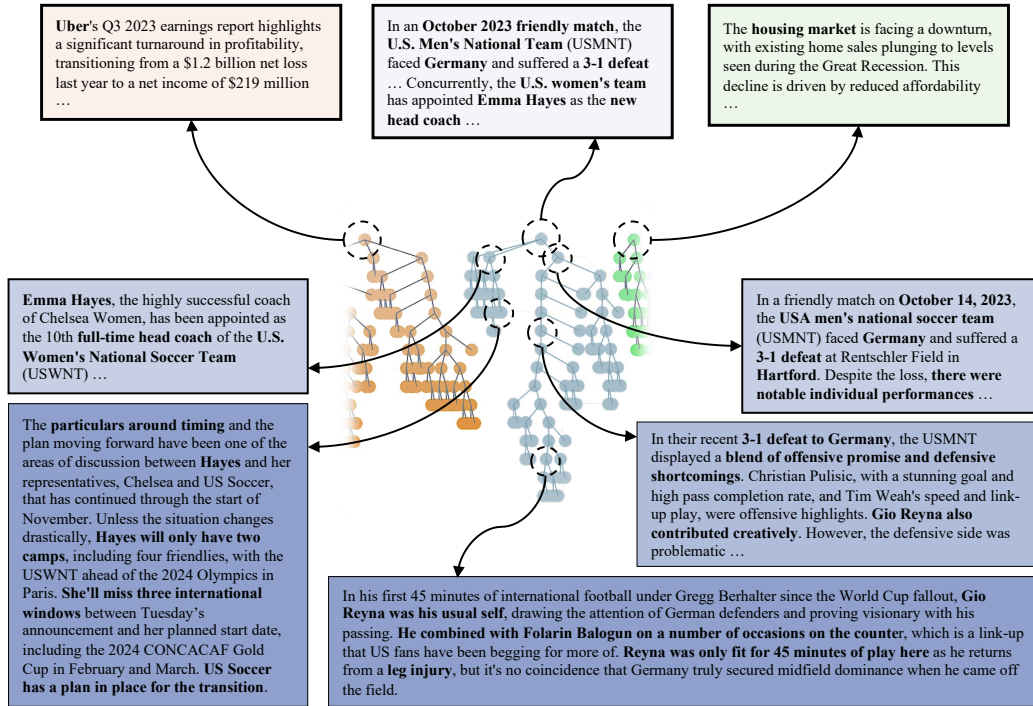 Uber's Q3 2023 earnings report highlights
a significant turnaround in profitability,
transitioning from a $1.2 billion net loss
last year to a net income of $219 million
…
In an October 2023 friendly match, the
U.S. Men's National Team (USMNT)
faced Germany and suffered a 3-1 defeat
… Concurrently, the U.S. women's team
has appointed Emma Hayes as the new
head coach …
The housing market is facing a downturn,
with existing home sales plunging to levels
seen during the Great Recession. This
decline is driven by reduced affordability
…
Emma Hayes, the highly successful coach
of Chelsea Women, has been appointed
as the 10th full-time head coach of the U.S.
Women's National Soccer Team
(USWNT) …
In a friendly match on October 14, 2023,
the USA men's national soccer team
(USMNT) faced Germany and suffered a
3-1 defeat at Rentschler Field in
Hartford. Despite the loss, there were
notable individual performances …
The particulars around timing and the
plan moving forward have been one of the
areas of discussion between Hayes and her
representatives, Chelsea and US Soccer,
that has continued through the start of
November. Unless the situation changes
drastically, Hayes will only have two
camps, including four friendlies, with the
USWNT ahead of the 2024 Olympics in
Paris. She'll miss three international
windows between Tuesday's
announcement and her planned start date,
including the 2024 CONCACAF Gold
Cup in February and March. US Soccer
has a plan in place for the transition.
In their recent 3-1 defeat to Germany, the USMNT
displayed a blend of offensive promise and defensive
shortcomings. Christian Pulisic, with a stunning goal and
high pass completion rate, and Tim Weah's speed and link-
up play, were offensive highlights. Gio Reyna also
contributed creatively. However, the defensive side was
problematic …
In his first 45 minutes of international football under Gregg Berhalter since the World Cup fallout, Gio
Reyna was his usual self, drawing the attention of German defenders and proving visionary with his
passing. He combined with Folarin Balogun on a number of occasions on the counter, which is a link-up
that US fans have been begging for more of. Reyna was only fit for 45 minutes of play here as he returns
from a leg injury, but it's no coincidence that Germany truly secured midfield dominance when he came off
the field.